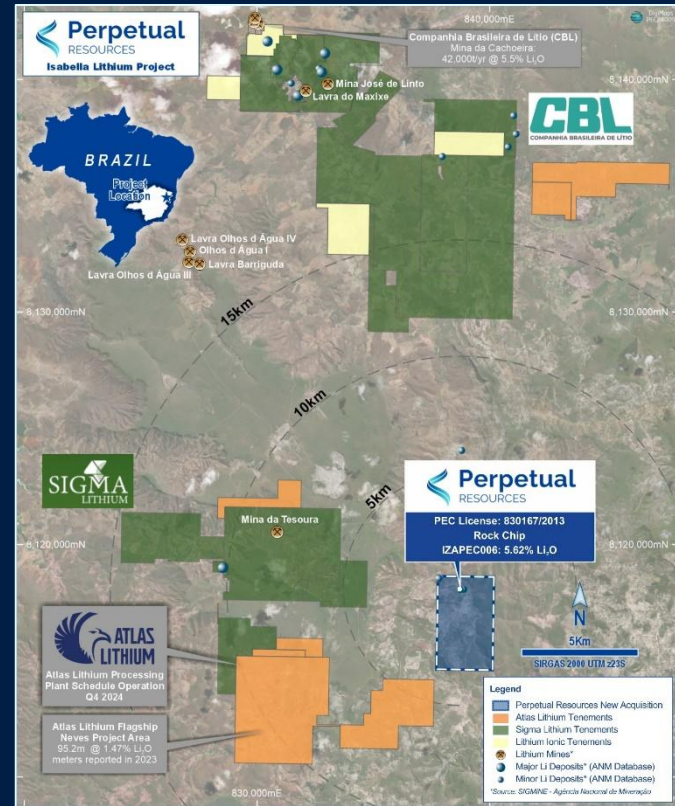 Perpetual
RESOURCES
Isabella Lithium Project
840,000mE
Companhia Brasileira de Lítio (CBL)
Mina da Cachoeira:
42.000t/yr @ 5.5% Li₂O
8,140,000mN
Mina José de Linto
Lavra do Maxixe
CBL
COMPANHIA BRASILEIRA DE LÍTIO
BRAZIL
Project
Location
Lavra Olhos d Água IV
Olhos d Água I
Lavra Barriguda
Lavra Olhos d Água III
8,130,000mN
8,130,000mN
15km
10km
5km
SIGMA
LITHIUM
Mina da Tesoura
Perpetual
RESOURCES
PEC License: 830167/2013
Rock Chip
IZAPEC006: 5.62% Li₂O
8,120,000mN
8,120,000mN
ATLAS
LITHIUM
Atlas Lithium Processing
Plant Schedule Operation
Q4 2024
Atlas Lithium Flagship
Neves Project Area
95.2m @ 1.47% Li₂O
meters reported in 2023
N
5Km
SIRGAS 2000 UTM z23S
Legend
Perpetual Resources New Acquisition
Atlas Lithium Tenements
Sigma Lithium Tenements
Lithium Ionic Tenements
Lithium Mines*
Major Li Deposits* (ANM Database)
Minor Li Deposits* (ANM Database)
*Source: SIGMINE - Agência Nacional de Mineração
830,000mE